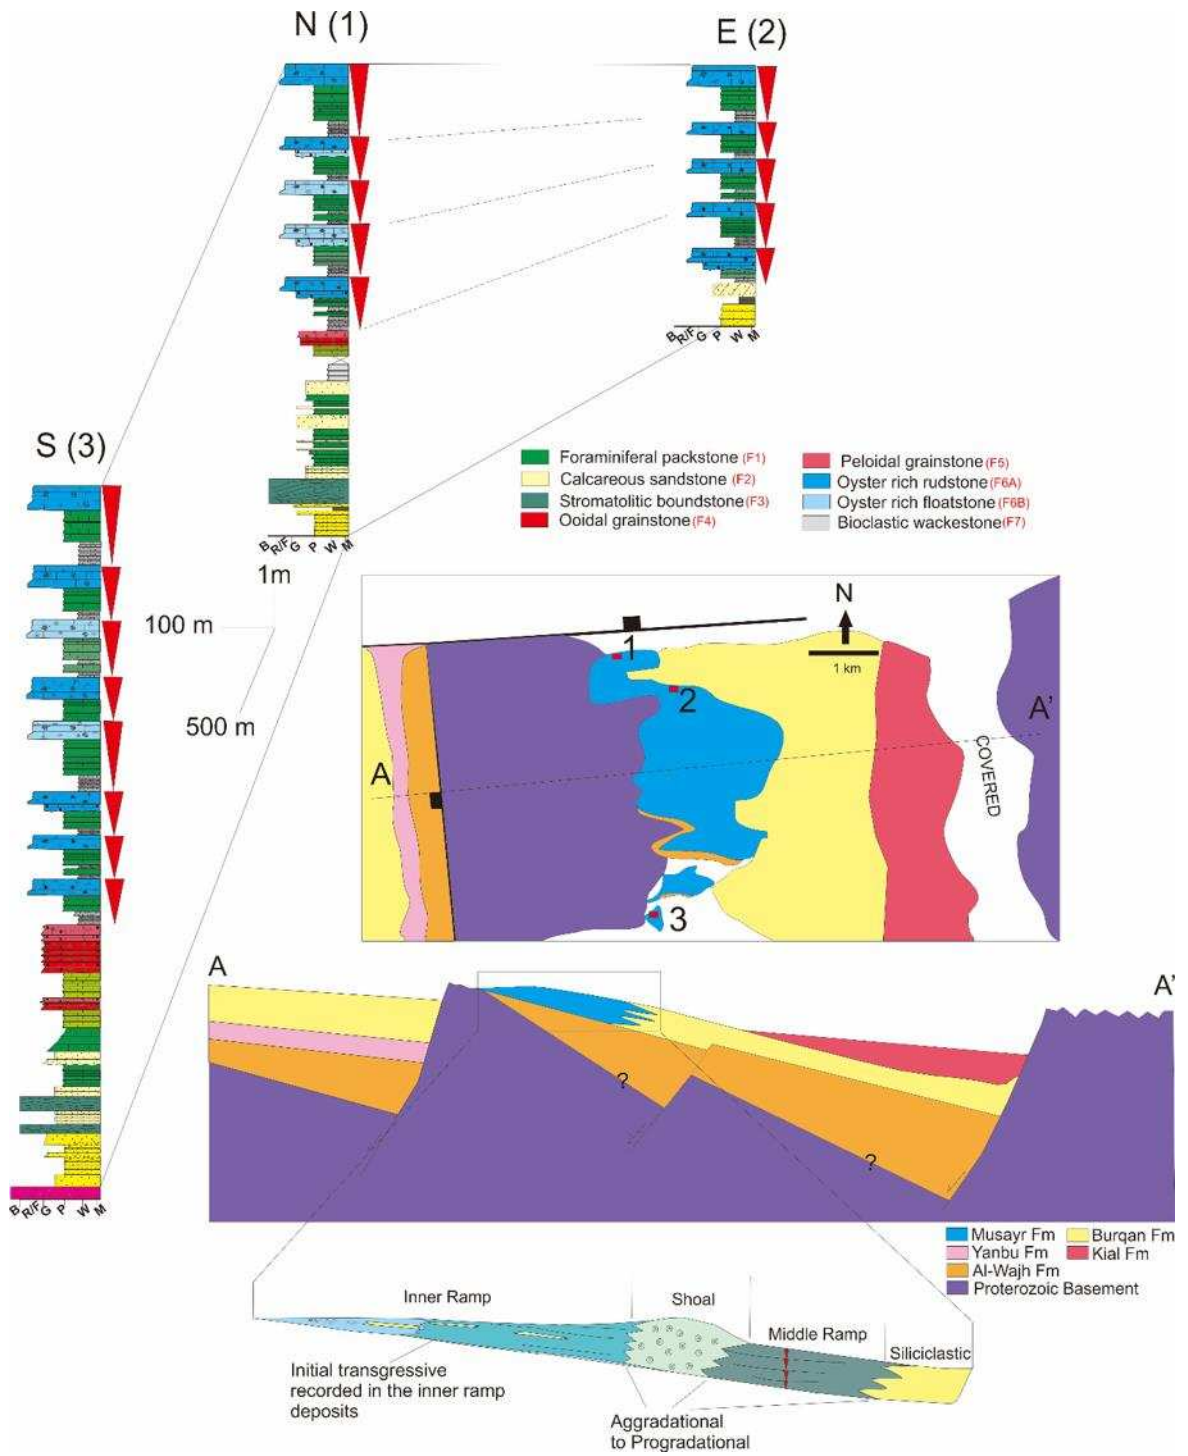 N (1)
E (2)
S (3)
B R/F G P W M
B R/F G P W M
B R/F G P W M
Foraminiferal packstone (F1)
Calcareous sandstone (F2)
Stromatolitic boundstone (F3)
Ooidal grainstone (F4)
Peloidal grainstone (F5)
Oyster rich rudstone (F6A)
Oyster rich floatstone (F6B)
Bioclastic wackestone (F7)
1m
100 m
500 m
N
1 km
1
2
3
A
A'
COVERED
A
A'
?
?
Musayr Fm
Yanbu Fm
Al-Wajh Fm
Proterozoic Basement
Burqan Fm
Kial Fm
Inner Ramp
Shoal
Middle Ramp
Siliciclastic
Initial transgressive
recorded in the inner ramp
deposits
Aggradational
to Progradational